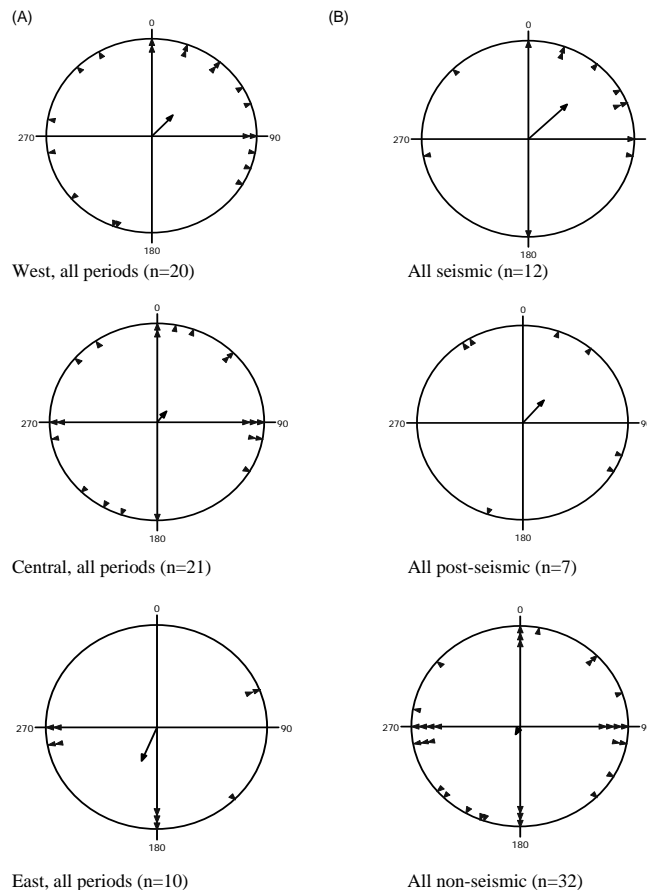 (A) (B)
0 0
270 90 270
180 180
West, all periods (n=20) All seismic (n=12)
0 0
270 90 270 90
180 180
Central, all periods (n=21) All post-seismic (n=7)
0 0
270 90 270
180 180
East, all periods (n=10) All non-seismic (n=32)